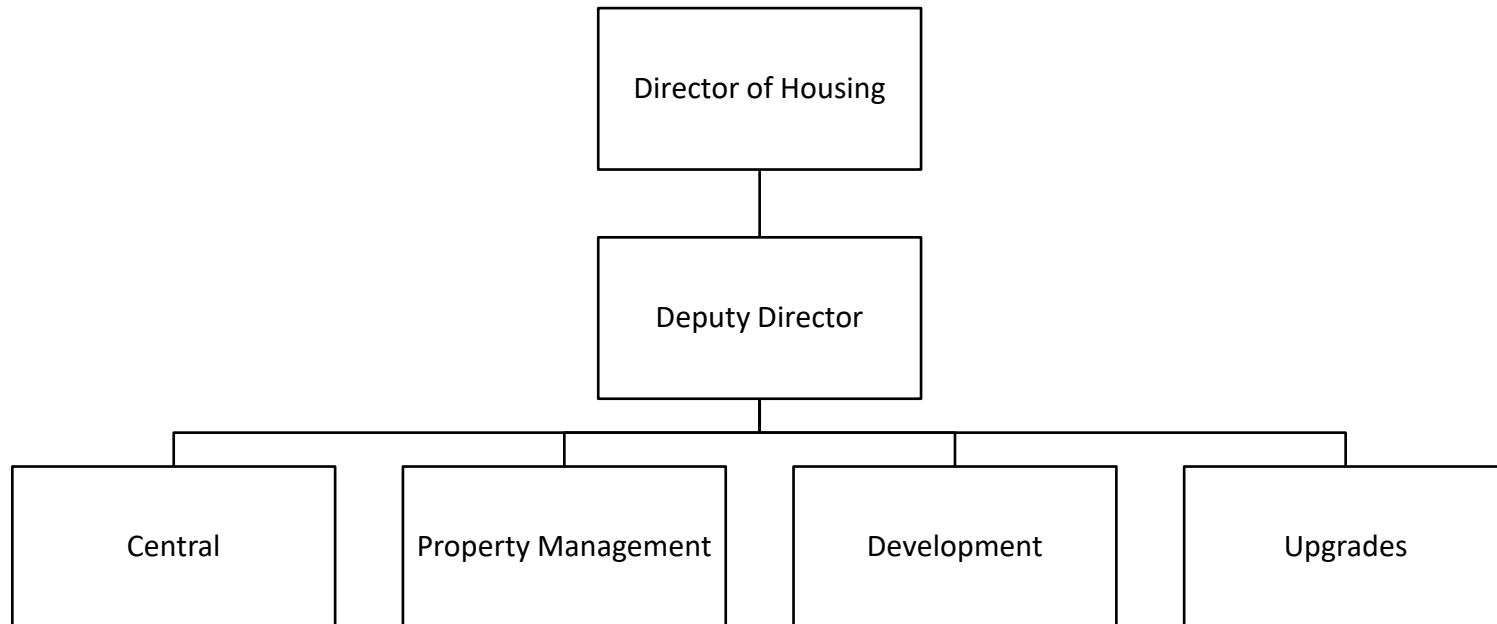 Director of Housing
Deputy Director
Central
Property Management
Development
Upgrades